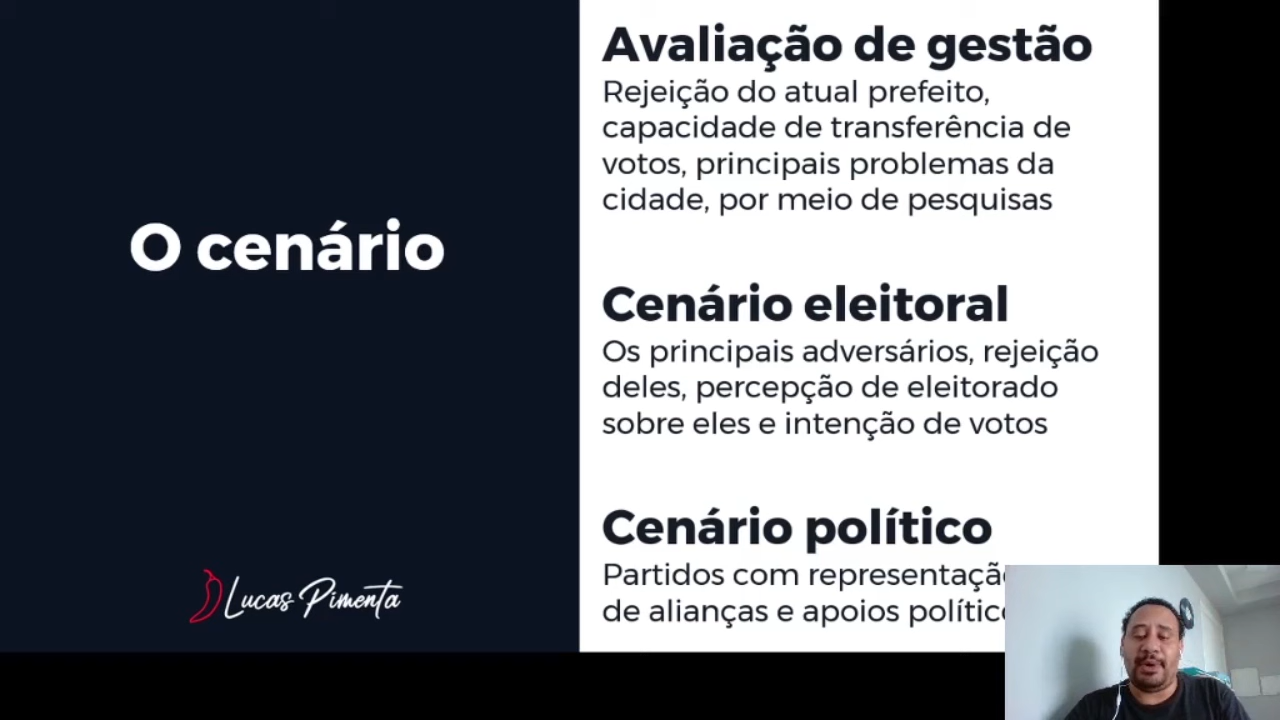 O cenário
Lucas Pimenta
Avaliação de gestão
Rejeição do atual prefeito,
capacidade de transferência de
votos, principais problemas da
cidade, por meio de pesquisas
Cenário eleitoral
Os principais adversários, rejeição
deles, percepção de eleitorado
sobre eles e intenção de votos
Cenário político
Partidos com
de alianças e apoios